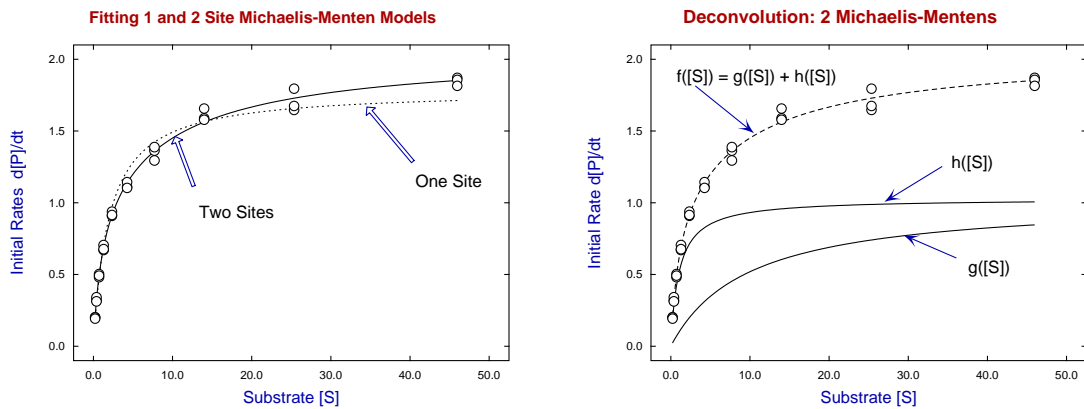 Fitting 1 and 2 Site Michaelis-Menten Models
2.0
1.5
1.0
0.5
0.0
0.0 10.0 20.0 30.0 40.0 50.0
Initial Rates d[P]/dt
Substrate [S]
One Site
Two Sites
Deconvolution: 2 Michaelis-Mentens
2.0
1.5
1.0
0.5
0.0
0.0 10.0 20.0 30.0 40.0 50.0
Initial Rate d[P]/dt
Substrate [S]
f([S]) = g([S]) + h([S])
h([S])
g([S])